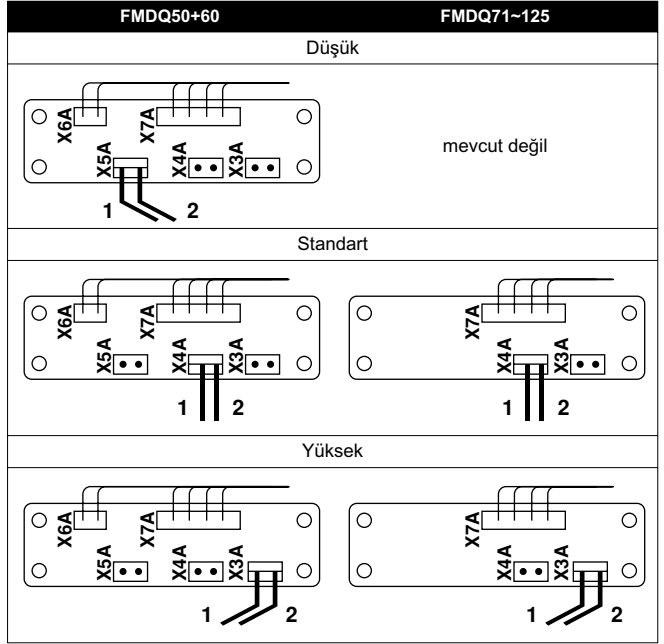 FMDQ50+60 FMDQ71~125
Düşük
X6A X7A
X5A X4A X3A
1 2
mevcut değil
Standart
X6A X7A X7A
X5A X4A X3A X4A X3A
1 2 1 2
Yüksek
X6A X7A X7A
X5A X4A X3A X4A X3A
1 2 1 2